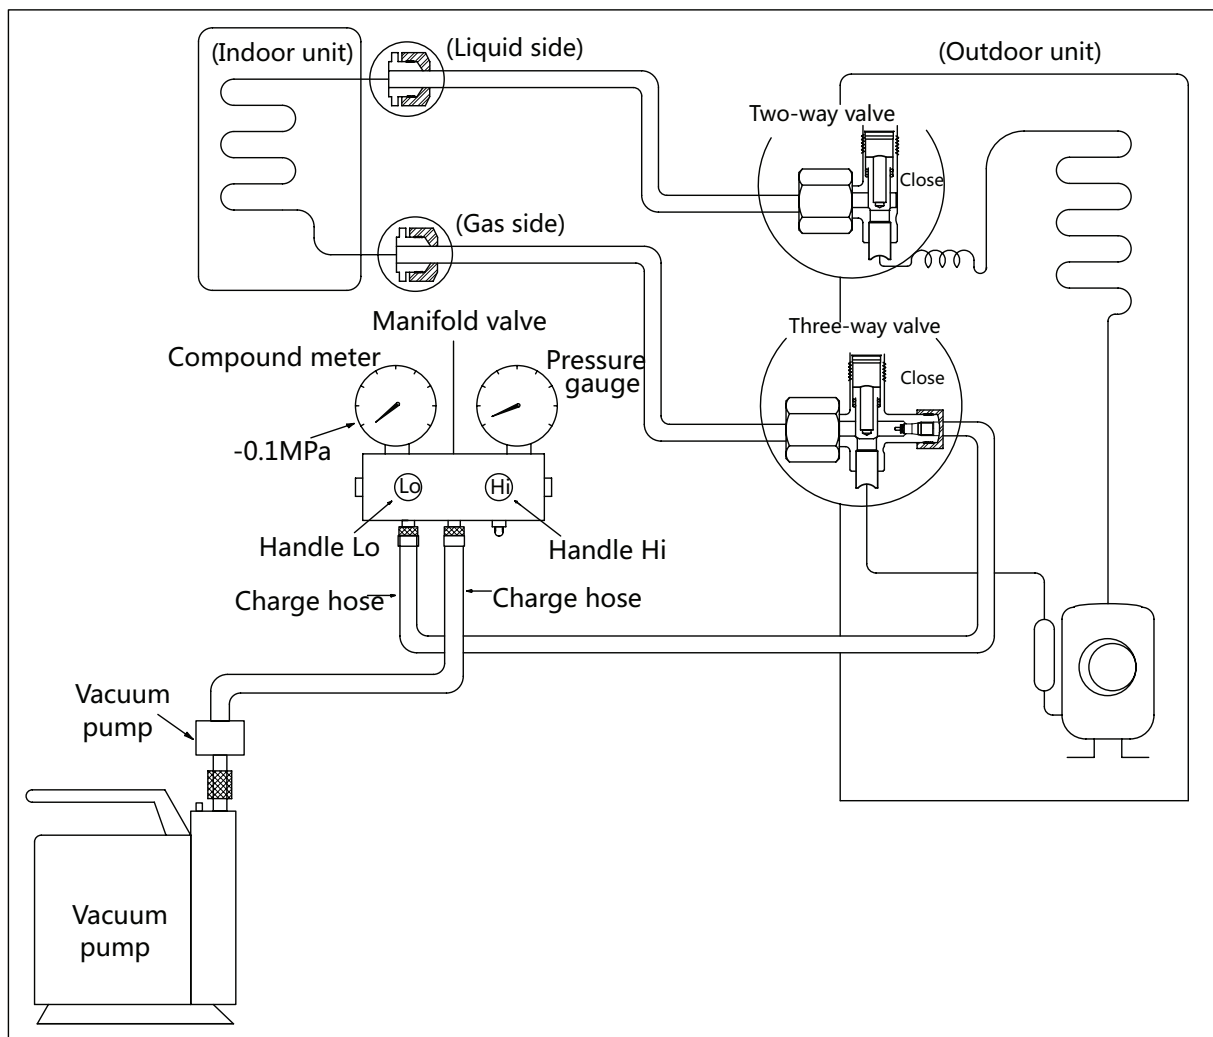 (Indoor unit)
(Liquid side)
(Outdoor unit)
Two-way valve
Close
(Gas side)
Manifold valve
Three-way valve
Compound meter
Pressure
gauge
Close
-0.1MPa
Lo
Hi
Handle Lo
Handle Hi
Charge hose
Charge hose
Vacuum
pump
Vacuum
pump